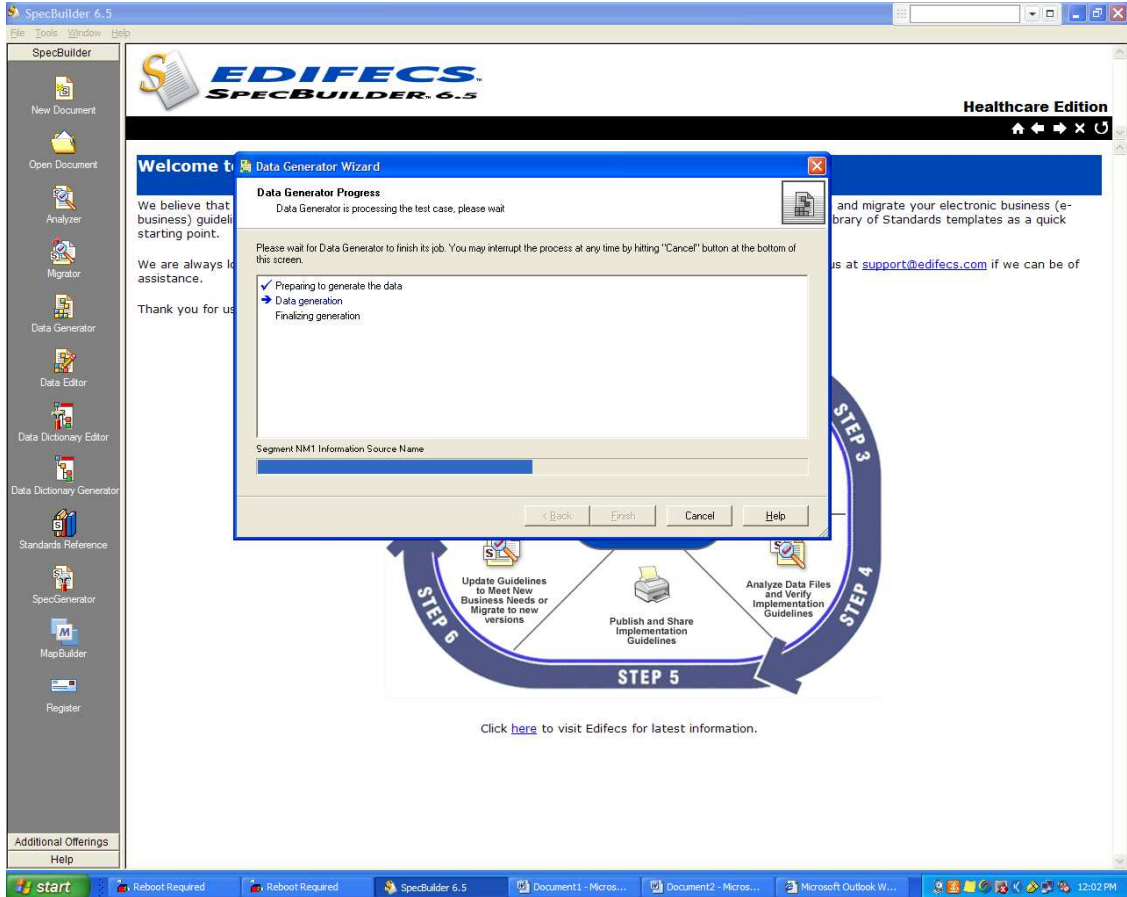 SpecBuilder 6.5
File Tools Window Help
SpecBuilder
New Document
Open Document
Analyzer
Migrator
Data Generator
Data Editor
Data Dictionary Editor
Data Dictionary Generator
Standards Reference
SpecGenerator
MapBuilder
Register
Additional Offerings
Help
EDIFECS™
SPECBUILDER™ 6.5
Healthcare Edition
Welcome t
We believe that
and migrate your electronic business (e-
business) guideli
brary of Standards templates as a quick
starting point.
We are always lo
us at support@edifecs.com if we can be of
assistance.
Thank you for us
Data Generator Wizard
Data Generator Progress
Data Generator is processing the test case, please wait
Please wait for Data Generator to finish its job. You may interrupt the process at any time by hitting "Cancel" button at the bottom of
this screen.
Preparing to generate the data
Data generation
Finalizing generation
Segment NM1 Information Source Name
< Back
Finish
Cancel
Help
STEP 3
STEP 4
STEP 5
STEP 6
Update Guidelines
to Meet New
Business Needs or
Migrate to new
versions
Publish and Share
Implementation
Guidelines
Analyze Data Files
and Verify
Implementation
Guidelines
Click here to visit Edifecs for latest information.
start
Reboot Required
Reboot Required
SpecBuilder 6.5
Document1 - Micros...
Document2 - Micros...
Microsoft Outlook W...
12:02 PM